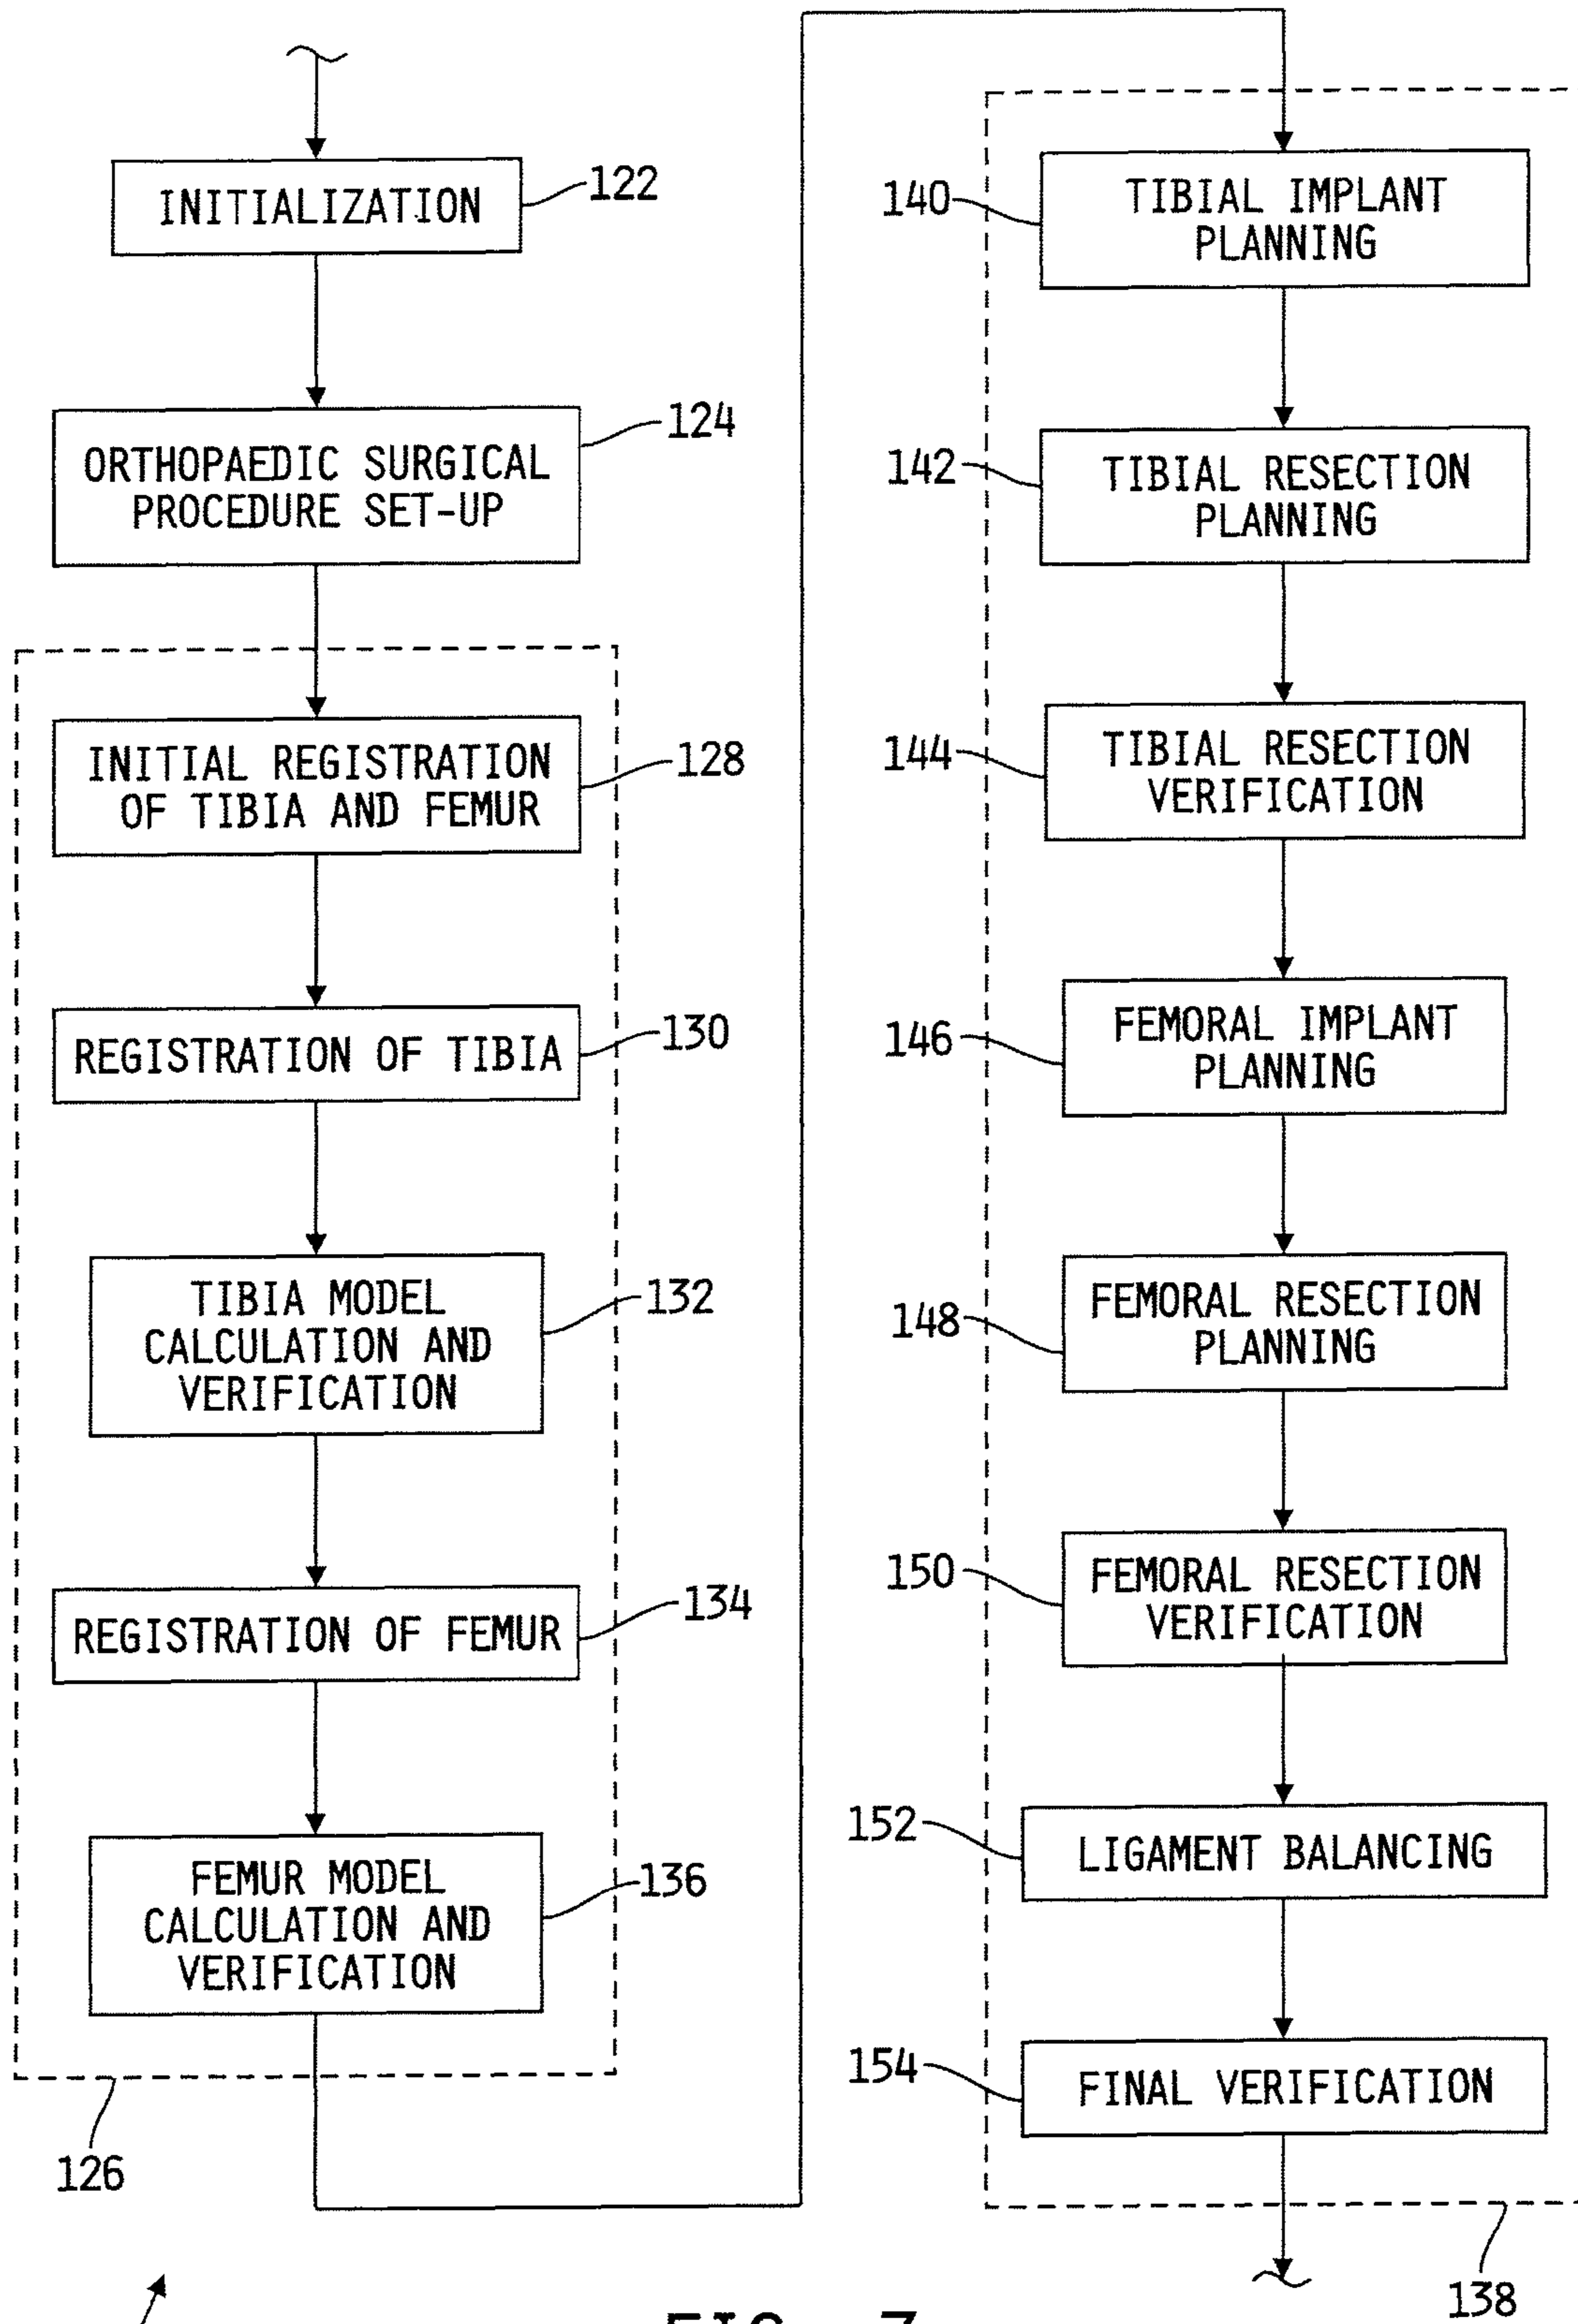 INITIALIZATION
122
ORTHOPAEDIC SURGICAL
PROCEDURE SET-UP
124
INITIAL REGISTRATION
OF TIBIA AND FEMUR
128
REGISTRATION OF TIBIA
130
TIBIA MODEL
CALCULATION AND
VERIFICATION
132
REGISTRATION OF FEMUR
134
FEMUR MODEL
CALCULATION AND
VERIFICATION
136
126
140
TIBIAL IMPLANT
PLANNING
142
TIBIAL RESECTION
PLANNING
144
TIBIAL RESECTION
VERIFICATION
146
FEMORAL IMPLANT
PLANNING
148
FEMORAL RESECTION
PLANNING
150
FEMORAL RESECTION
VERIFICATION
152
LIGAMENT BALANCING
154
FINAL VERIFICATION
138